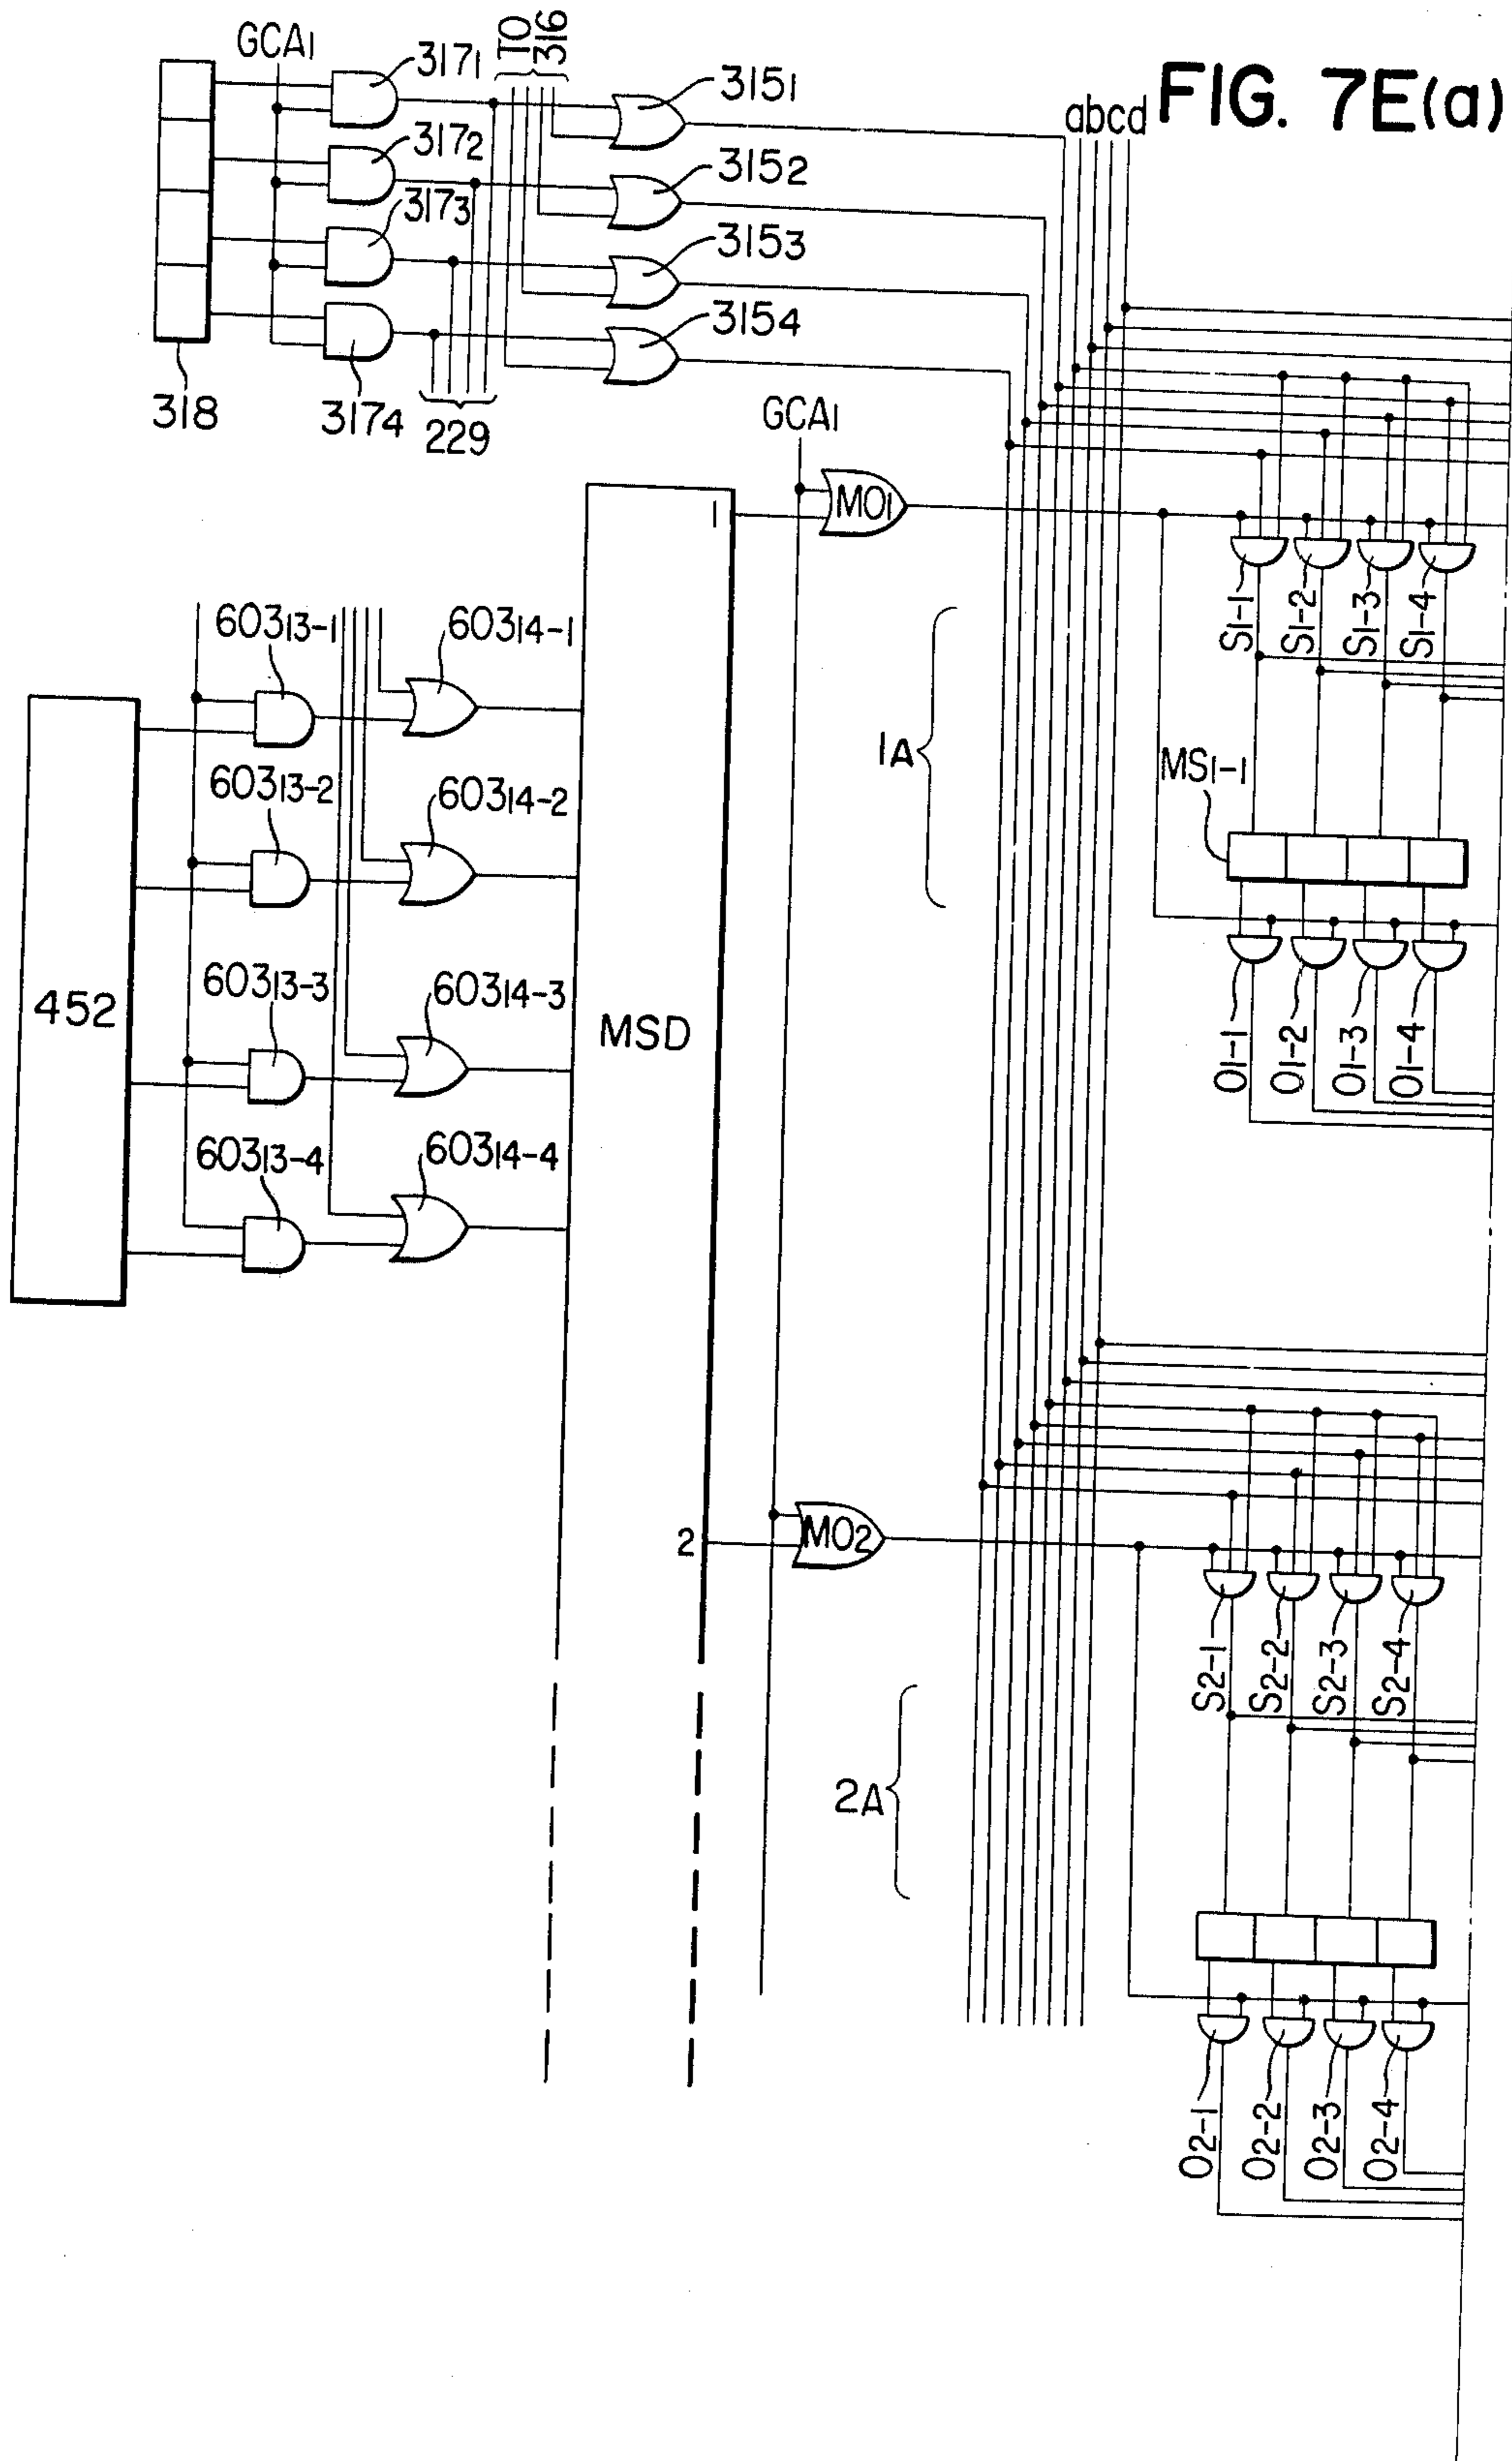 FIG. 7E(a)
GCA1
3171
TO
316
3151
abcd
3172
3152
3173
3153
3154
318
3174
229
GCA1
1
MO1
60313-1
60314-1
S1-1
S1-2
S1-3
S1-4
1A
60313-2
60314-2
MS1-1
60313-3
60314-3
452
MSD
O1-1
O1-2
O1-3
O1-4
60313-4
60314-4
2
MO2
S2-1
S2-2
S2-3
S2-4
2A
O2-1
O2-2
O2-3
O2-4